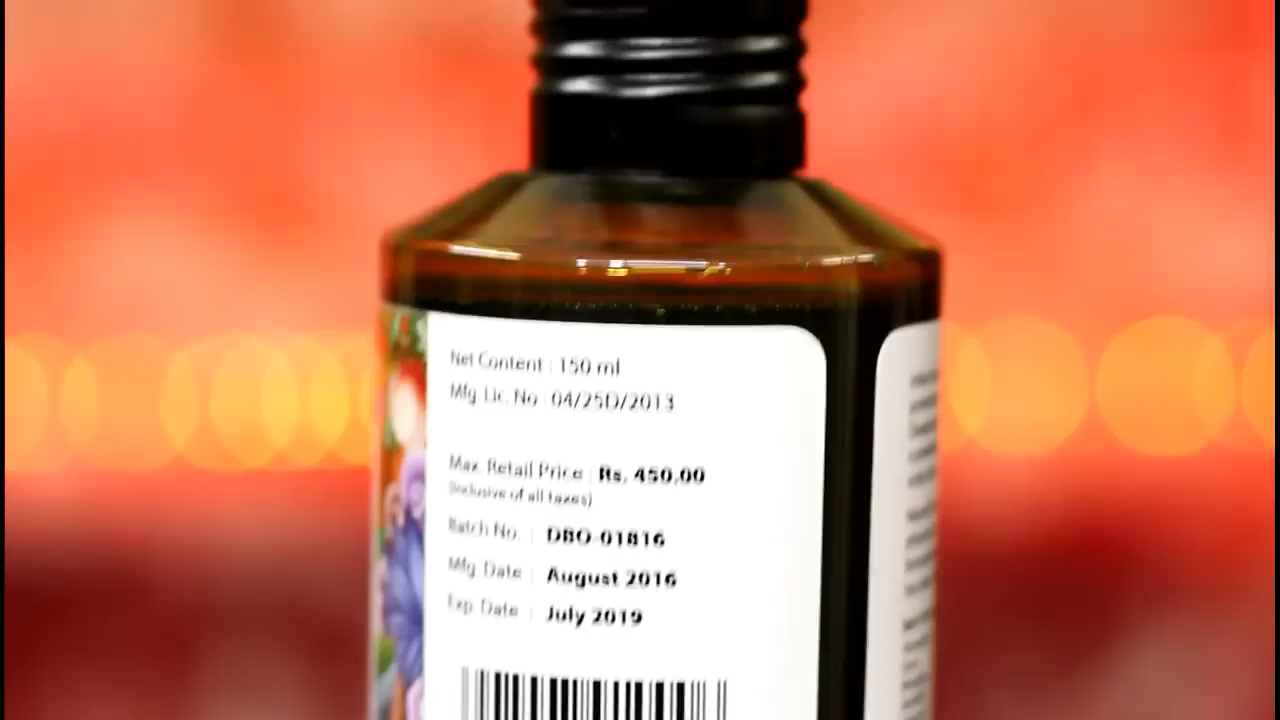 Net Content : 150 ml
Mfg. Lic. No : 04/25D/2013
Max. Retail Price : Rs. 450.00
(Inclusive of all taxes)
Batch No. : DBO-01816
Mfg. Date : August 2016
Exp. Date : July 2019